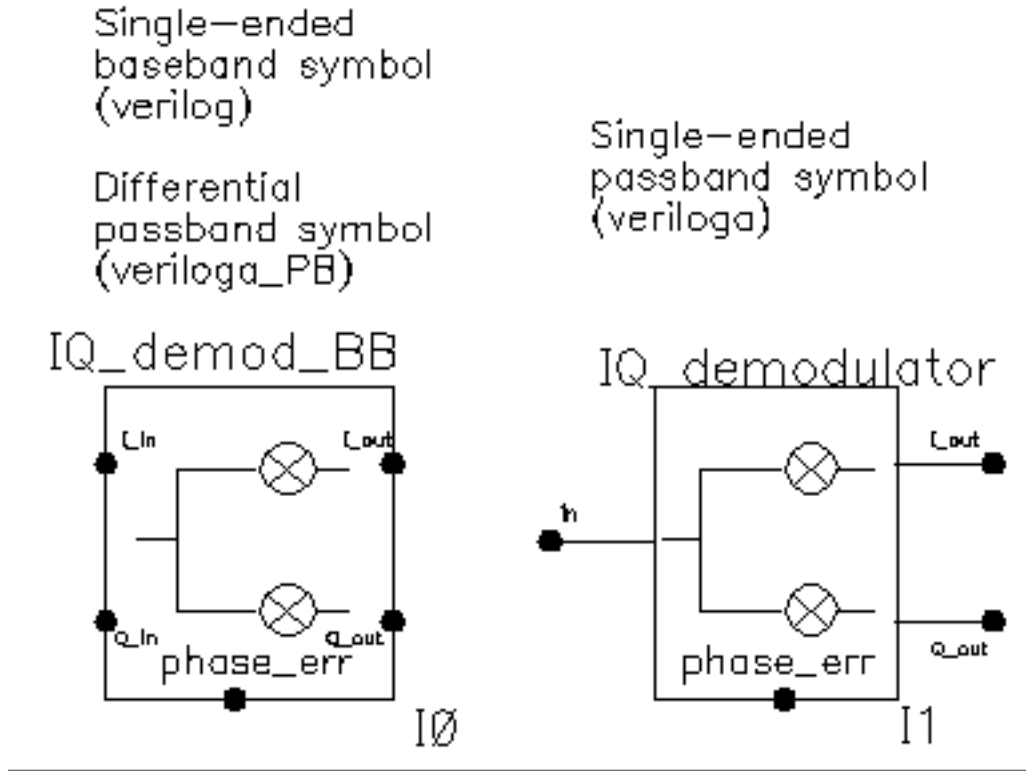 Single-ended
baseband symbol
(verilog)
Differential
passband symbol
(veriloga_PB)
Single-ended
passband symbol
(veriloga)
IQ_demod_BB
I_in
I_out
Q_in
Q_out
phase_err
I0
IQ_demodulator
in
I_out
Q_out
phase_err
I1